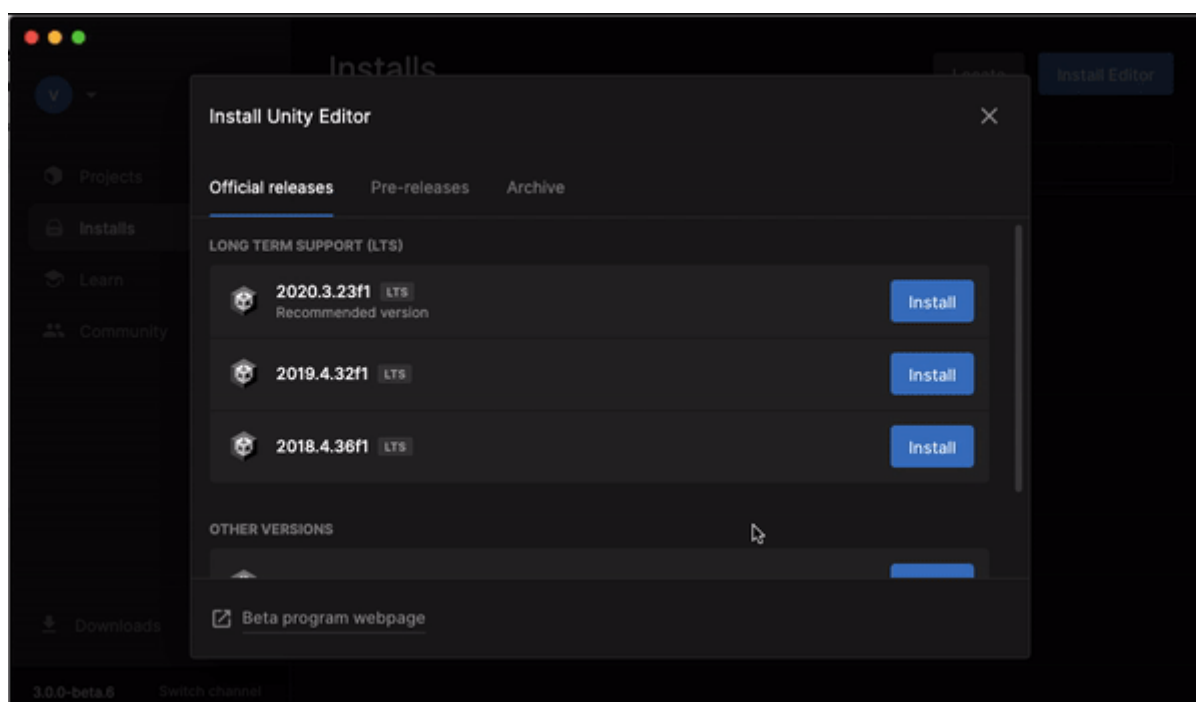 Installs
Locate
Install Editor
V
Install Unity Editor
Projects
Official releases
Pre-releases
Archive
Installs
LONG TERM SUPPORT (LTS)
Learn
2020.3.23f1 LTS
Recommended version
Install
Community
2019.4.32f1 LTS
Install
2018.4.36f1 LTS
Install
OTHER VERSIONS
Beta program webpage
Downloads
3.0.0-beta.6
Switch channel